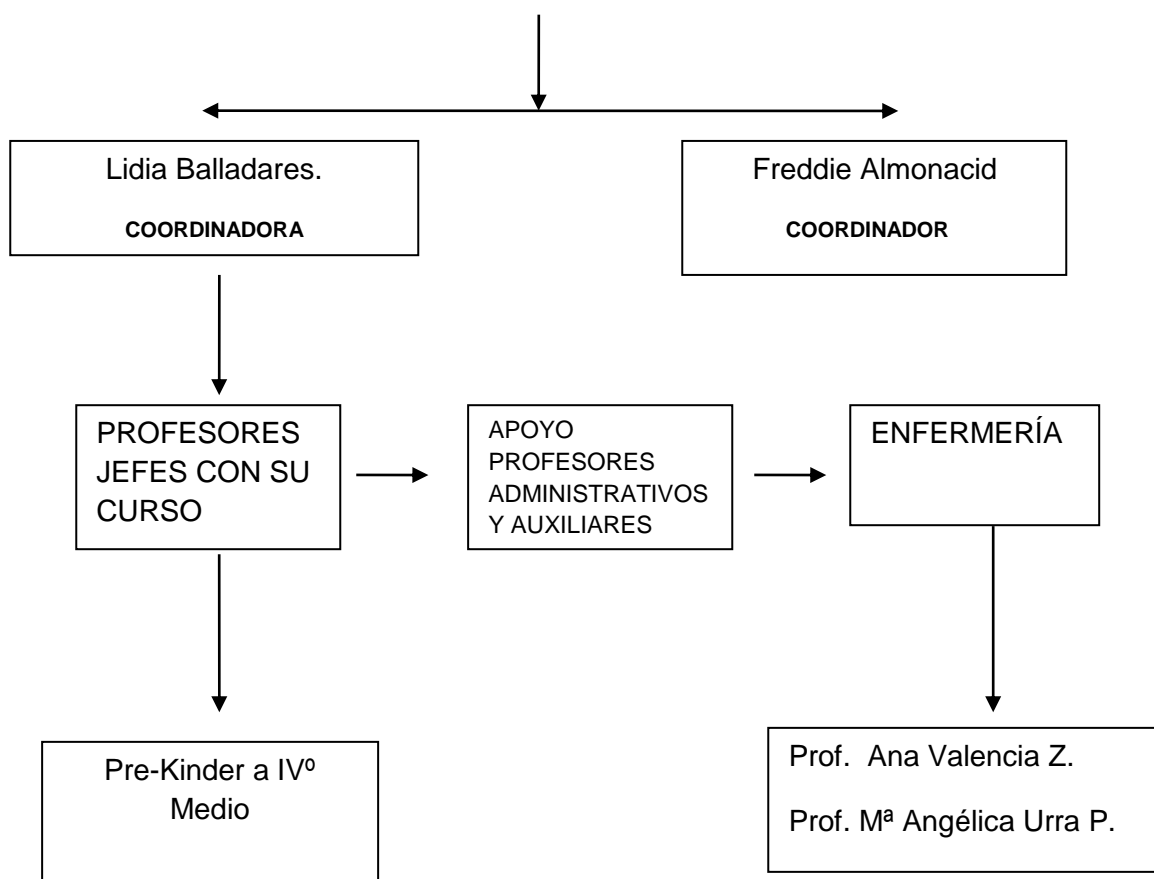 Lidia Balladares.
COORDINADORA
Freddie Almonacid
COORDINADOR
PROFESORES
JEFES CON SU
CURSO
APOYO
PROFESORES
ADMINISTRATIVOS
Y AUXILIARES
ENFERMERÍA
Pre-Kinder a IVº
Medio
Prof. Ana Valencia Z.
Prof. Mª Angélica Urra P.